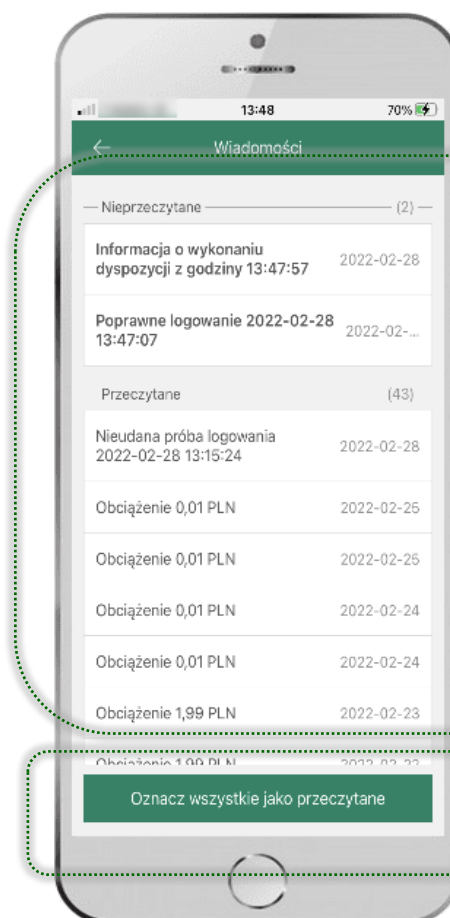 13:48 70%
Wiadomości
Nieprzeczytane (2)
Informacja o wykonaniu
dyspozycji z godziny 13:47:57 2022-02-28
Poprawne logowanie 2022-02-28
13:47:07 2022-02-...
Przeczytane (43)
Nieudana próba logowania
2022-02-28 13:15:24 2022-02-28
Obciążenie 0,01 PLN 2022-02-25
Obciążenie 0,01 PLN 2022-02-25
Obciążenie 0,01 PLN 2022-02-24
Obciążenie 0,01 PLN 2022-02-24
Obciążenie 1,99 PLN 2022-02-23
Obciążenie 1,99 PLN
Oznacz wszystkie jako przeczytane